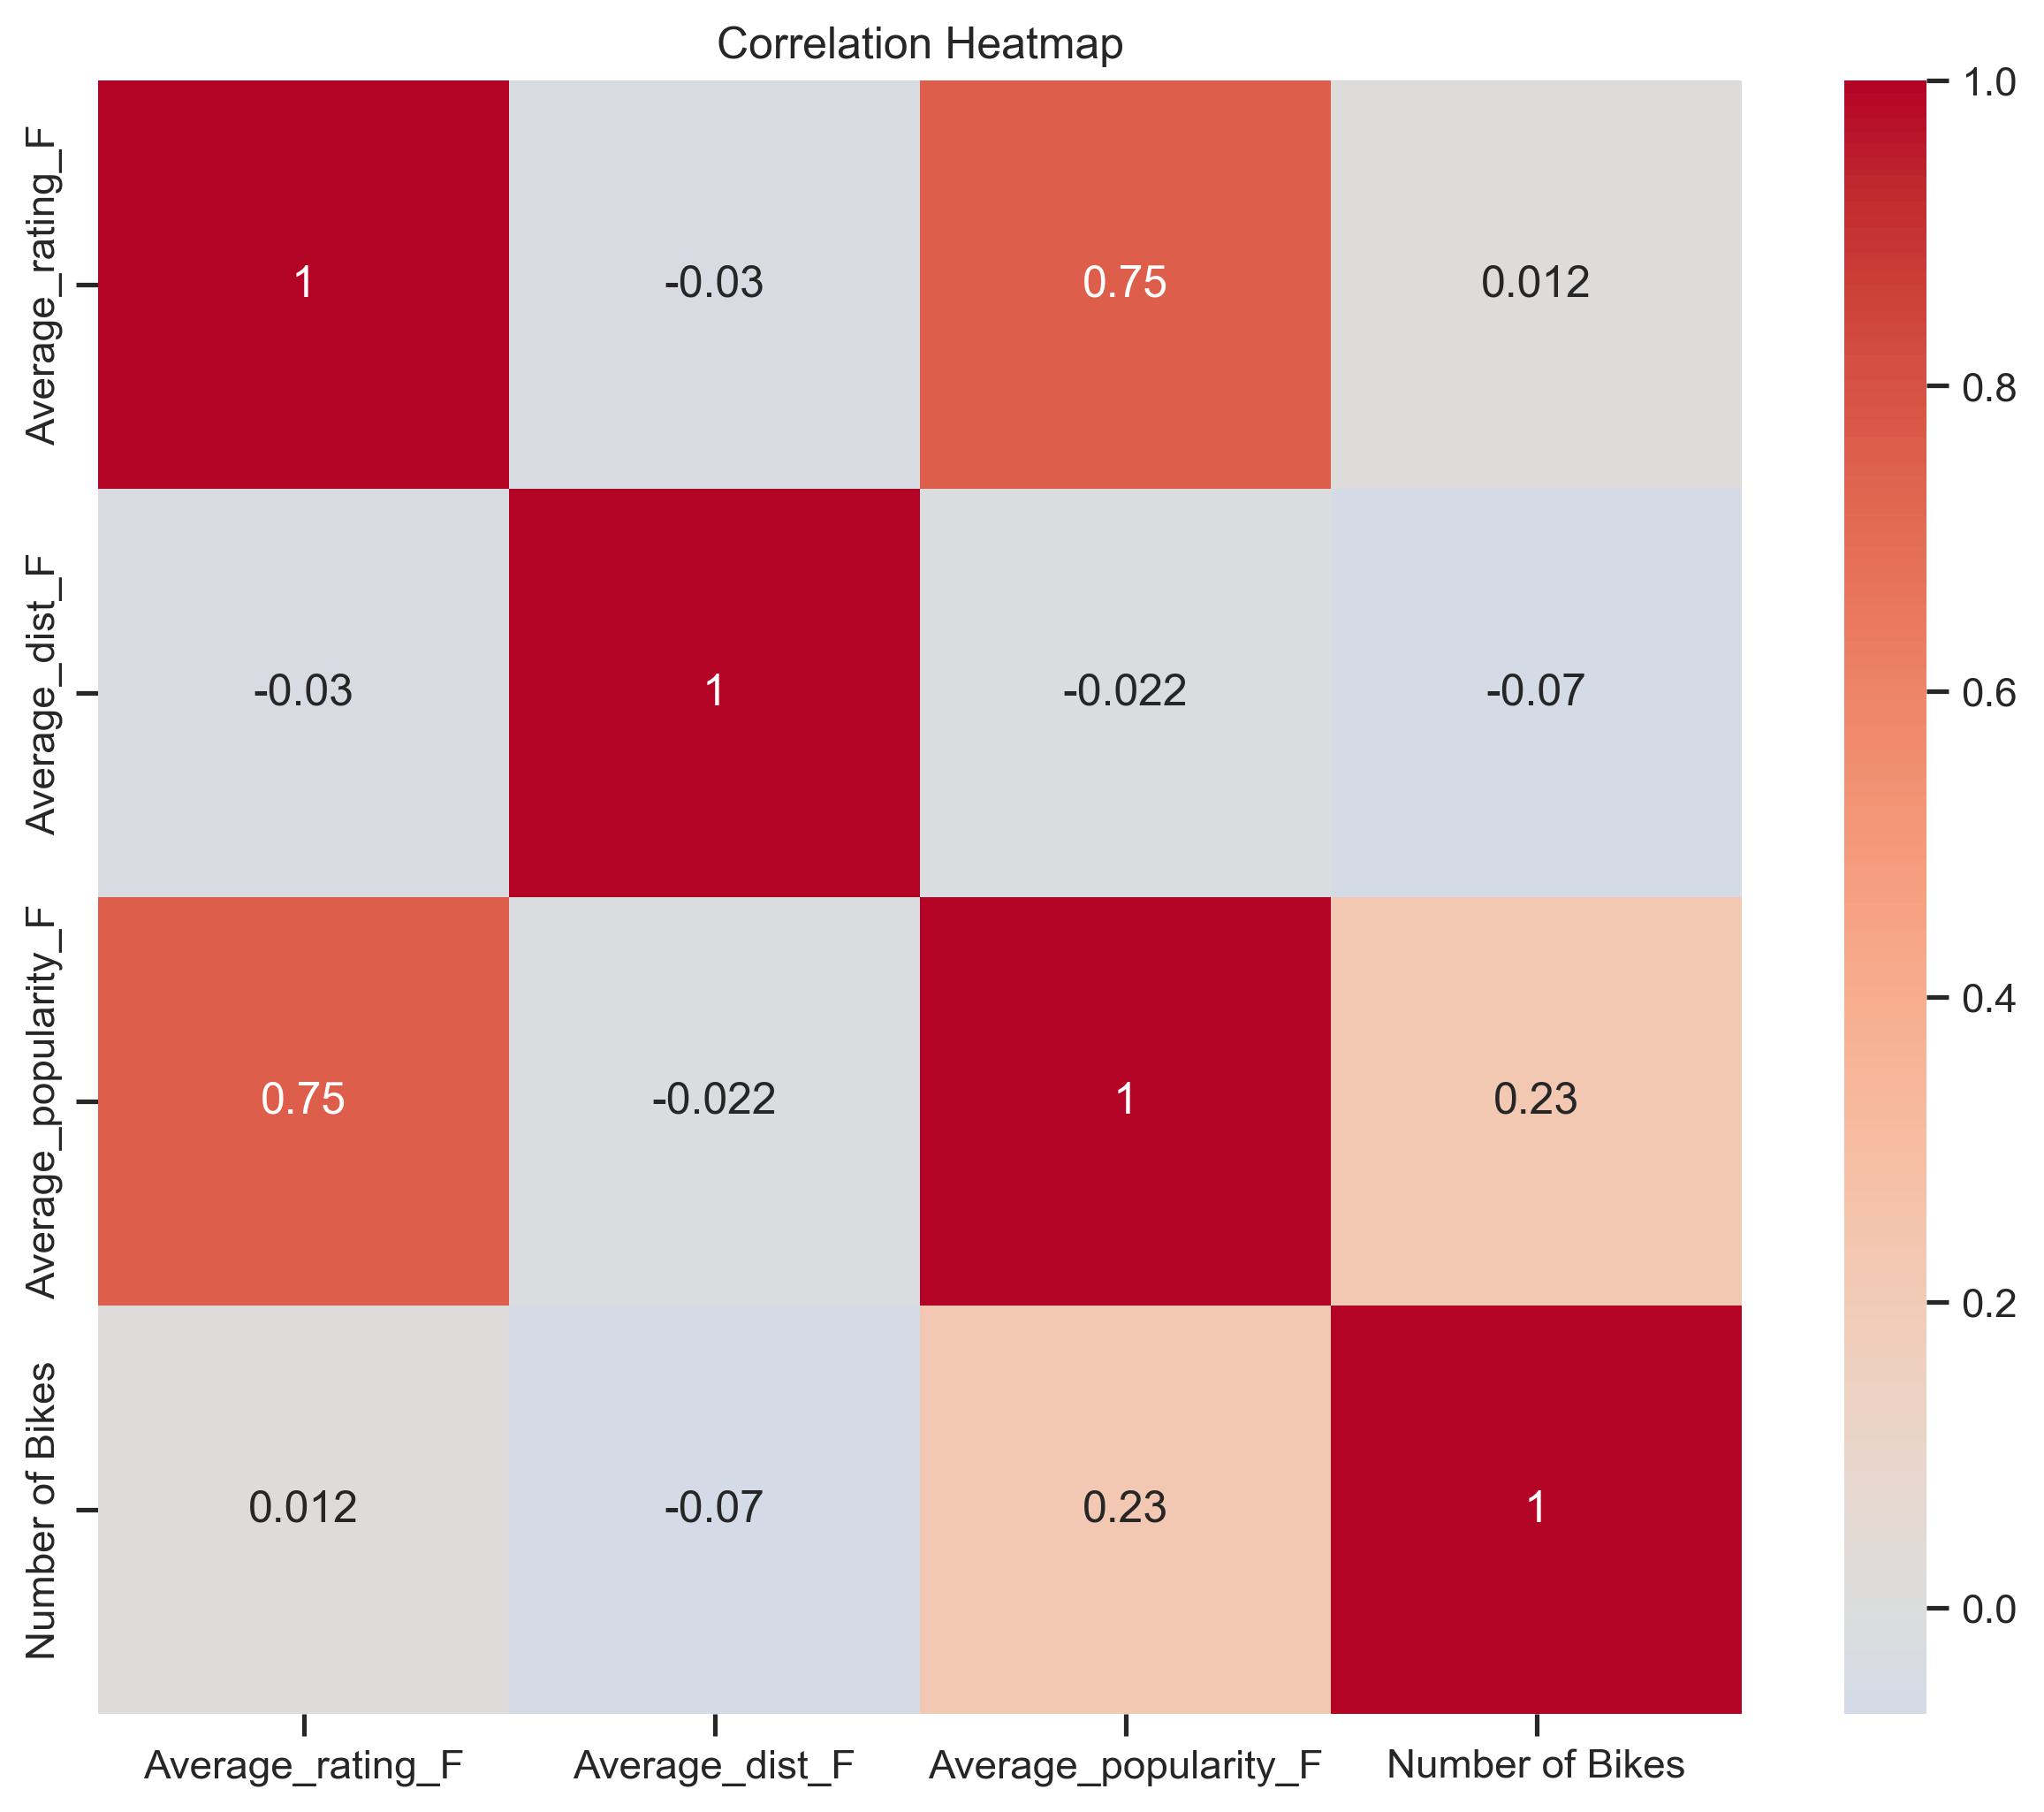 Correlation Heatmap
Average_rating_F
1
-0.03
0.75
0.012
Average_dist_F
-0.03
1
-0.022
-0.07
Average_popularity_F
0.75
-0.022
1
0.23
Number of Bikes
0.012
-0.07
0.23
1
Average_rating_F
Average_dist_F
Average_popularity_F
Number of Bikes
1.0
0.8
0.6
0.4
0.2
0.0